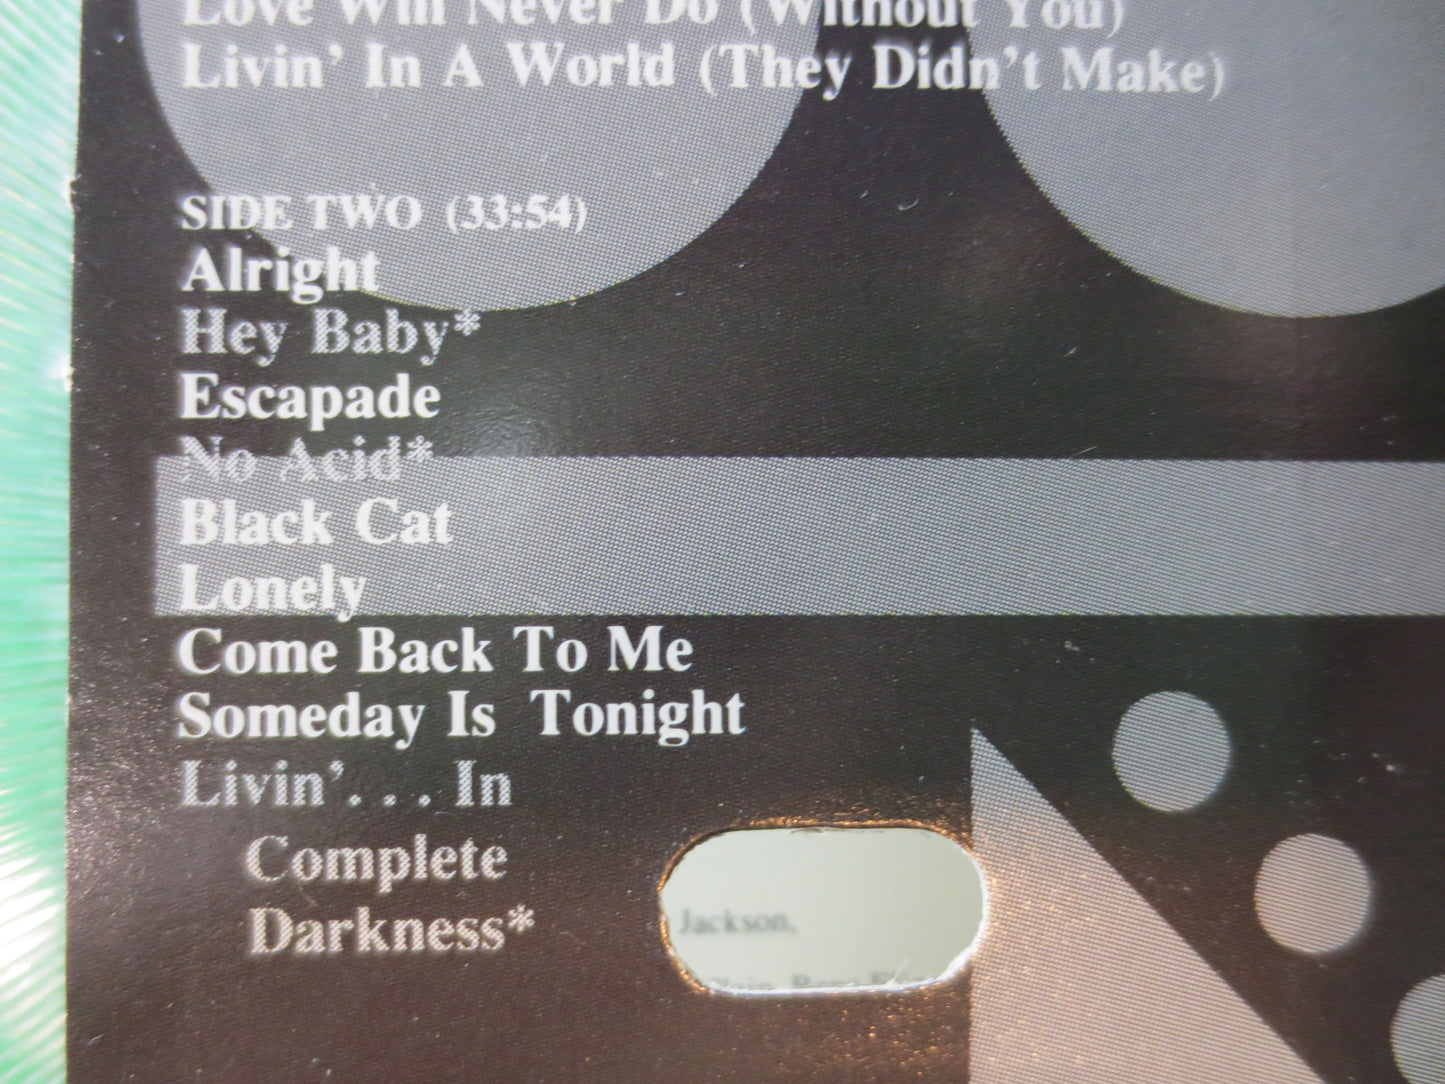 Love Will Never Do (Without You)
Livin' In A World (They Didn't Make)
SIDE TWO (33:54)
Alright
Hey Baby*
Escapade
No Acid*
Black Cat
Lonely
Come Back To Me
Someday Is Tonight
Livin'. . . In
Complete
Darkness*
Jackson,